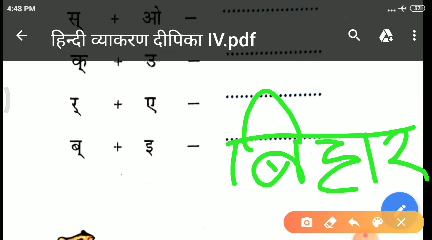 4:43 PM
हिन्दी व्याकरण दीपिका IV.pdf
स् + ओ – ....................
क् + उ – ....................
र् + ए – ....................
ब् + इ – ....................
बिहार